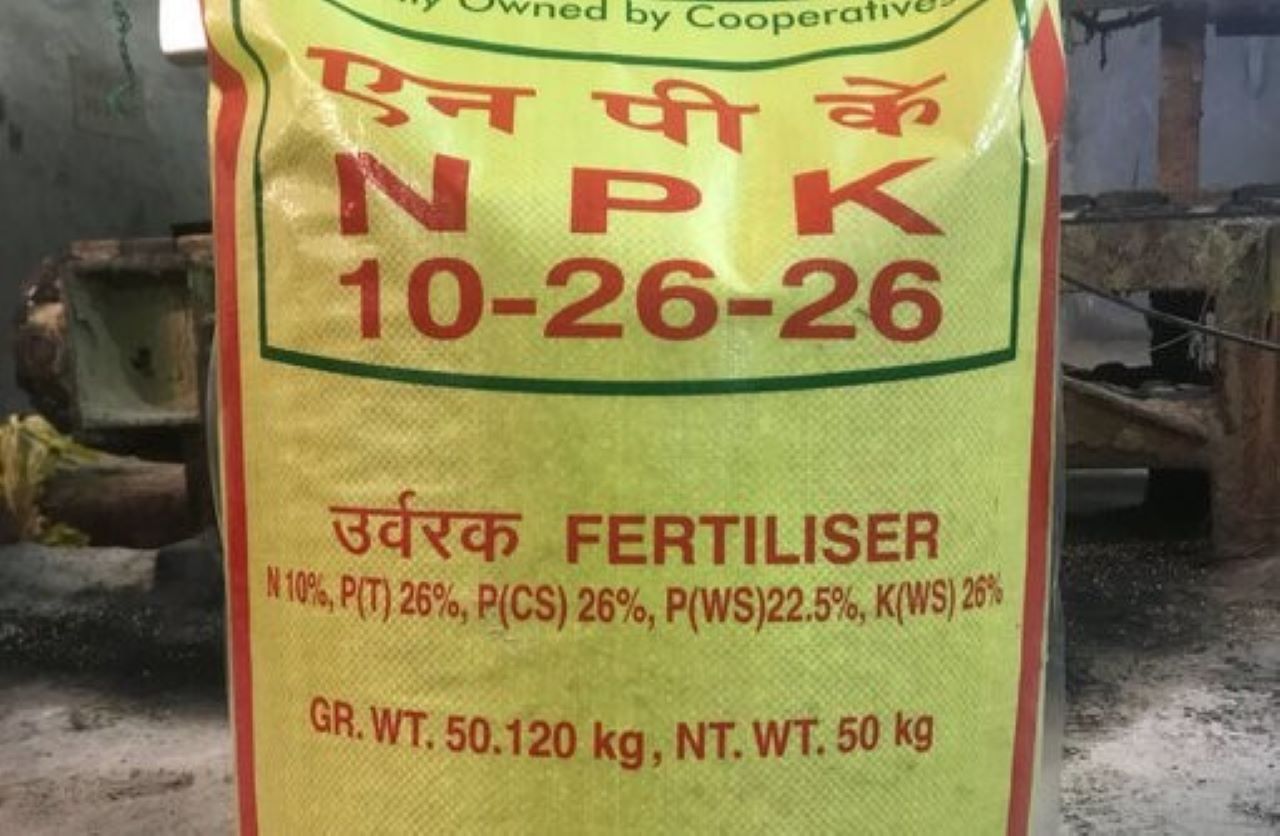 Owned by Cooperatives
एन पी के
N P K
10-26-26
उर्वरक FERTILISER
N 10%, P(T) 26%, P(CS) 26%, P(WS)22.5%, K(WS) 26%
GR. WT. 50.120 kg, NT. WT. 50 kg